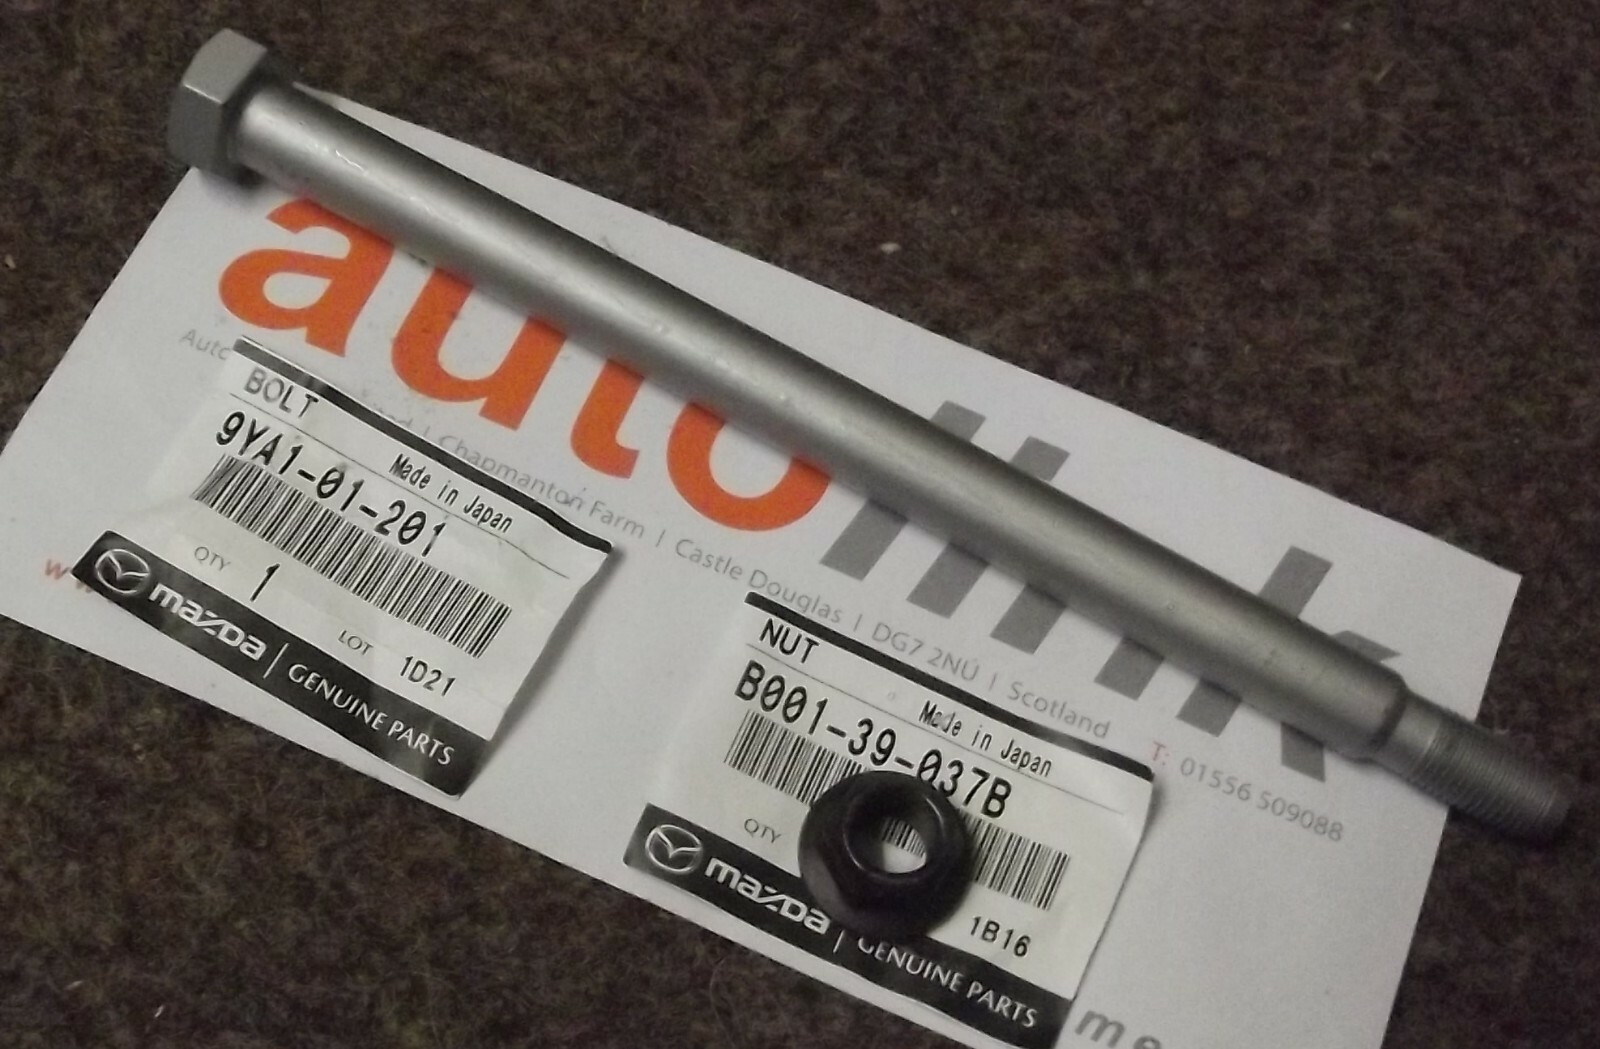 auto link
Chapmanton Farm | Castle Douglas | DG7 2NU | Scotland T: 01556 509088
BOLT
9YA1-01-201
Made in Japan
QTY 1
LOT 1D21
mazDa | GENUINE PARTS
NUT
B001-39-037B
Made in Japan
QTY
1B16
mazDa | GENUINE PARTS